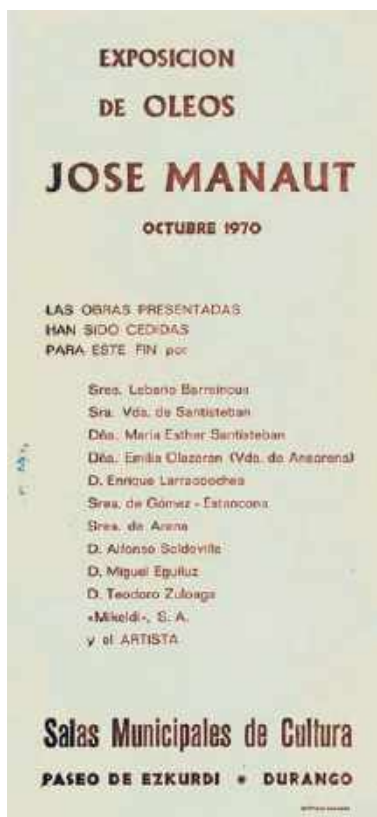 EXPOSICION
DE OLEOS
JOSE MANAUT
OCTUBRE 1970
LAS OBRAS PRESENTADAS
HAN SIDO CEDIDAS
PARA ESTE FIN por
Sres. Lebario
Sra. Vda. de Santisteban
Dña. María Esther Santisteban
Dña. Emilia Olazaran (Vda. de Ansorena)
D. Enrique Larracoechea
Sres. de Gómez - Estancona
Sres. de Arana
D. Alfonso
D. Miguel Eguiluz
D. Teodoro Zuloaga
«Mikeldi», S. A.
y el ARTISTA
Salas Municipales de Cultura
PASEO DE EZKURDI * DURANGO